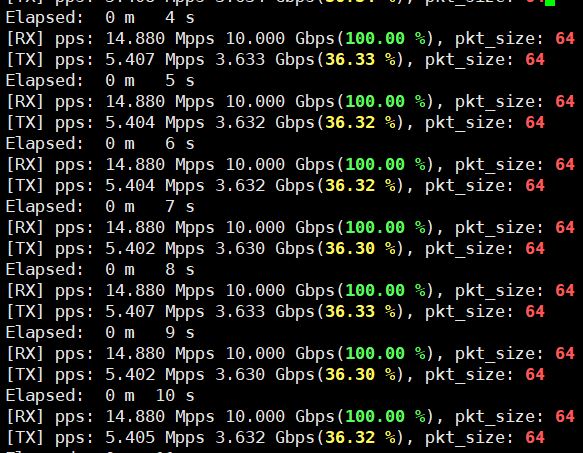 Elapsed:  0 m   4 s
[RX] pps: 14.880 Mpps 10.000 Gbps(100.00 %), pkt_size: 64
[TX] pps: 5.407 Mpps 3.633 Gbps(36.33 %), pkt_size: 64
Elapsed:  0 m   5 s
[RX] pps: 14.880 Mpps 10.000 Gbps(100.00 %), pkt_size: 64
[TX] pps: 5.404 Mpps 3.632 Gbps(36.32 %), pkt_size: 64
Elapsed:  0 m   6 s
[RX] pps: 14.880 Mpps 10.000 Gbps(100.00 %), pkt_size: 64
[TX] pps: 5.404 Mpps 3.632 Gbps(36.32 %), pkt_size: 64
Elapsed:  0 m   7 s
[RX] pps: 14.880 Mpps 10.000 Gbps(100.00 %), pkt_size: 64
[TX] pps: 5.402 Mpps 3.630 Gbps(36.30 %), pkt_size: 64
Elapsed:  0 m   8 s
[RX] pps: 14.880 Mpps 10.000 Gbps(100.00 %), pkt_size: 64
[TX] pps: 5.407 Mpps 3.633 Gbps(36.33 %), pkt_size: 64
Elapsed:  0 m   9 s
[RX] pps: 14.880 Mpps 10.000 Gbps(100.00 %), pkt_size: 64
[TX] pps: 5.402 Mpps 3.630 Gbps(36.30 %), pkt_size: 64
Elapsed:  0 m  10 s
[RX] pps: 14.880 Mpps 10.000 Gbps(100.00 %), pkt_size: 64
[TX] pps: 5.405 Mpps 3.632 Gbps(36.32 %), pkt_size: 64